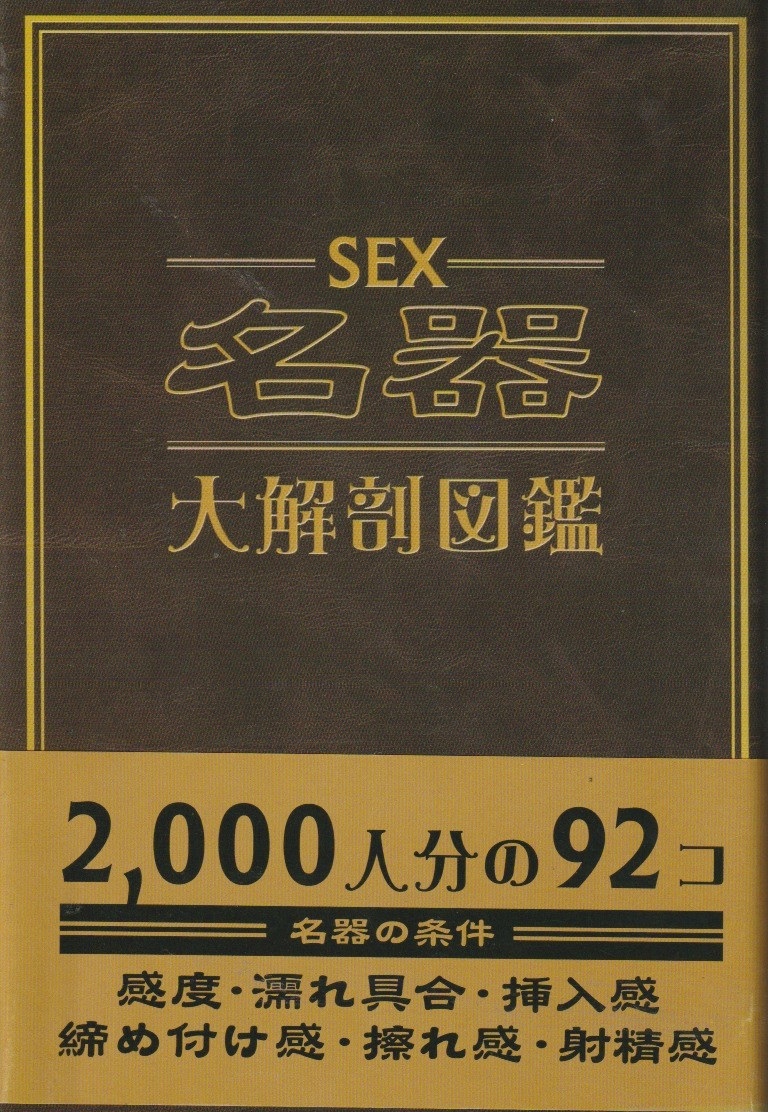 SEX
名器
大解剖図鑑
2,000人分の92コ
名器の条件
感度・濡れ具合・挿入感
締め付け感・擦れ感・射精感